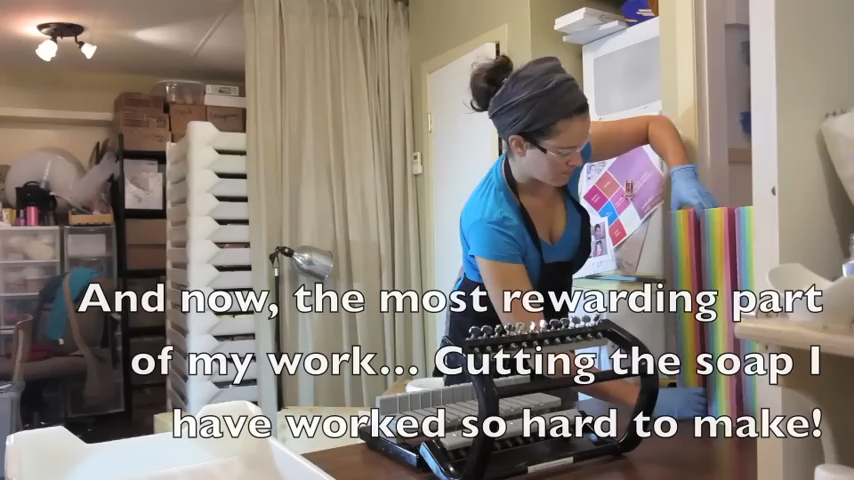 And now, the most rewarding part
of my work... Cutting the soap I
have worked so hard to make!